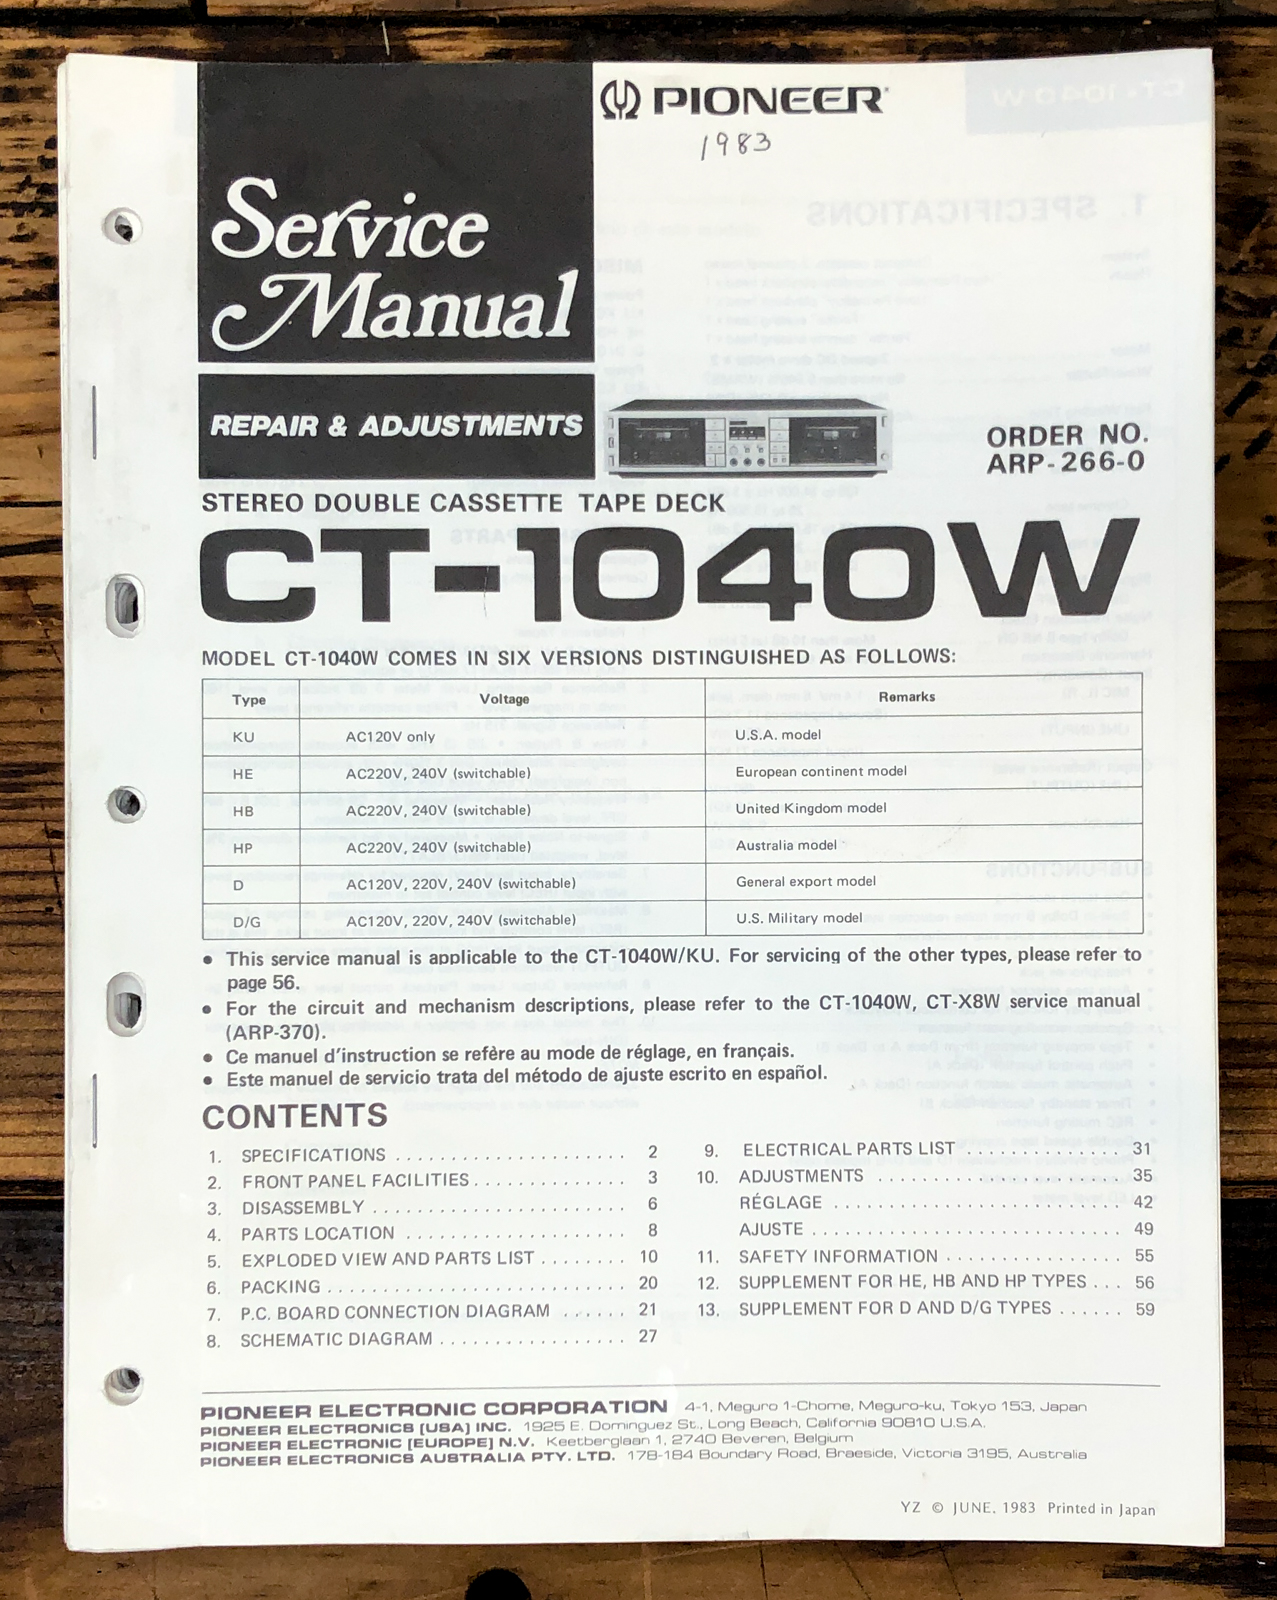 PIONEER
1983
Service
Manual
REPAIR & ADJUSTMENTS
ORDER NO.
ARP-266-0
STEREO DOUBLE CASSETTE TAPE DECK
CT-1040W
MODEL CT-1040W COMES IN SIX VERSIONS DISTINGUISHED AS FOLLOWS:
Type Voltage Remarks
KU AC120V only U.S.A. model
HE AC220V, 240V (switchable) European continent model
HB AC220V, 240V (switchable) United Kingdom model
HP AC220V, 240V (switchable) Australia model
D AC120V, 220V, 240V (switchable) General export model
D/G AC120V, 220V, 240V (switchable) U.S. Military model
● This service manual is applicable to the CT-1040W/KU. For servicing of the other types, please refer to
page 56.
● For the circuit and mechanism descriptions, please refer to the CT-1040W, CT-X8W service manual
(ARP-370).
● Ce manuel d'instruction se refère au mode de réglage, en français.
● Este manuel de servicio trata del método de ajuste escrito en español.
CONTENTS
1. SPECIFICATIONS ...................... 2
2. FRONT PANEL FACILITIES ............... 3
3. DISASSEMBLY ........................ 6
4. PARTS LOCATION ..................... 8
5. EXPLODED VIEW AND PARTS LIST ........ 10
6. PACKING ............................ 20
7. P.C. BOARD CONNECTION DIAGRAM ...... 21
8. SCHEMATIC DIAGRAM ................. 27
9. ELECTRICAL PARTS LIST .............. 31
10. ADJUSTMENTS ...................... 35
RÉGLAGE ........................... 42
AJUSTE ............................. 49
11. SAFETY INFORMATION ................ 55
12. SUPPLEMENT FOR HE, HB AND HP TYPES ... 56
13. SUPPLEMENT FOR D AND D/G TYPES ...... 59
PIONEER ELECTRONIC CORPORATION 4-1, Meguro 1-Chome, Meguro-ku, Tokyo 153, Japan
PIONEER ELECTRONICS [USA] INC. 1925 E. Dominguez St., Long Beach, California 90810 U.S.A.
PIONEER ELECTRONIC [EUROPE] N.V. Keetberglaan 1, 2740 Beveren, Belgium
PIONEER ELECTRONICS AUSTRALIA PTY. LTD. 178-184 Boundary Road, Braeside, Victoria 3195, Australia
YZ © JUNE, 1983 Printed in Japan